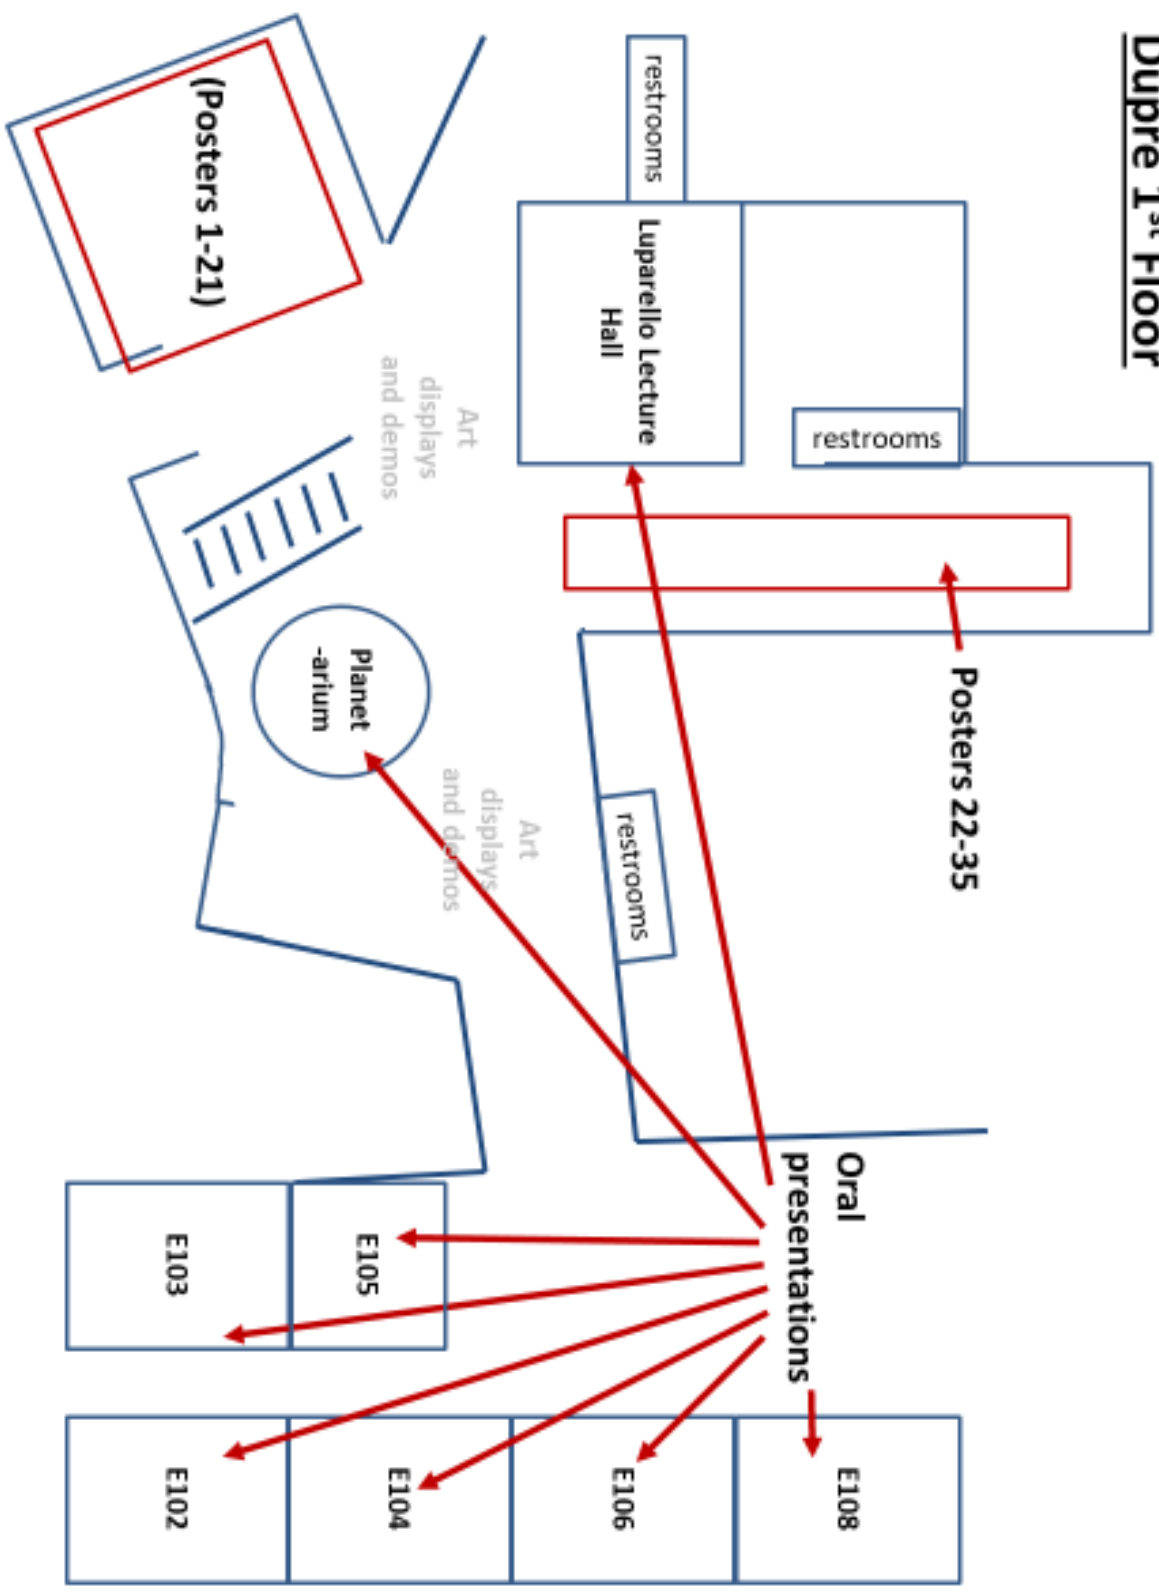 Dupre 1st Floor
restrooms
Luparello Lecture
Hall
restrooms
(Posters 1-21)
Art
displays
and demos
Posters 22-35
Planet
-arium
restrooms
Art
displays
and demos
Oral
presentations
E105
E103
E108
E106
E104
E102